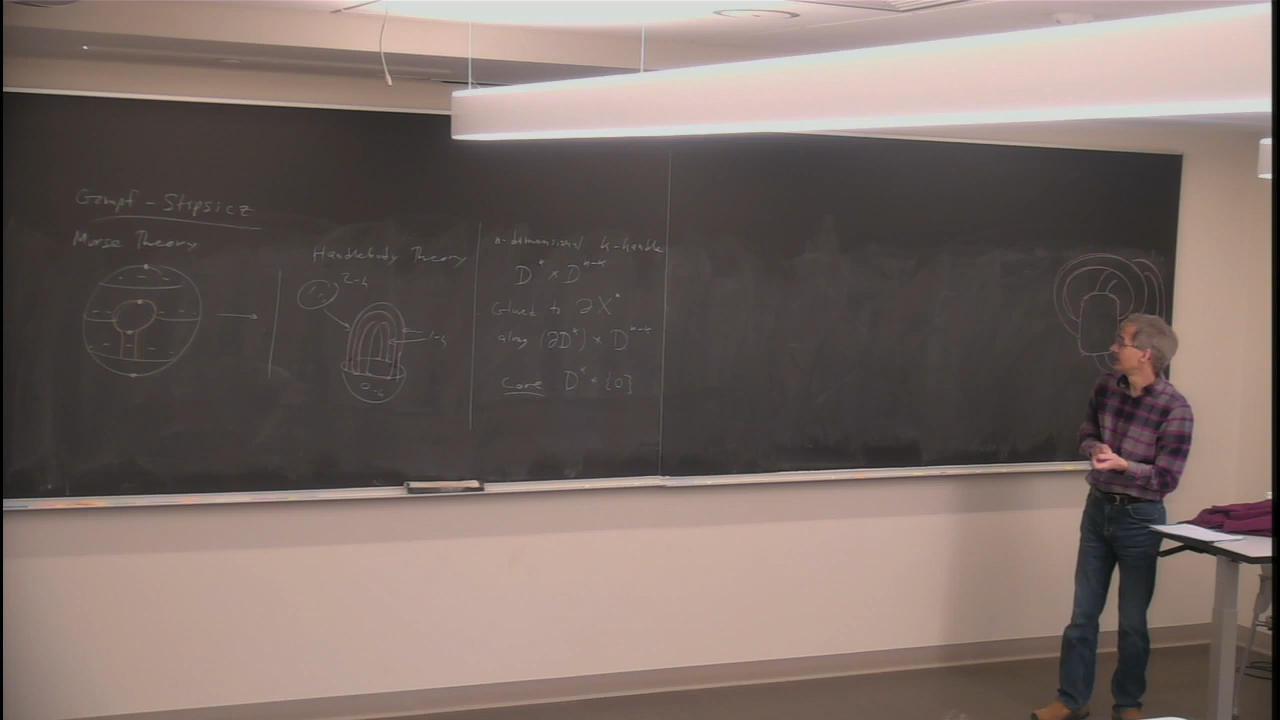 Gompf - Stipsicz
Morse Theory
Handlebody Theory
2-h
1-h
0-h
n-dimensional k-handle
D^k × D^{n-k}
Glued to ∂X^n
along (∂D^k) × D^{n-k}
Core D^k × {0}